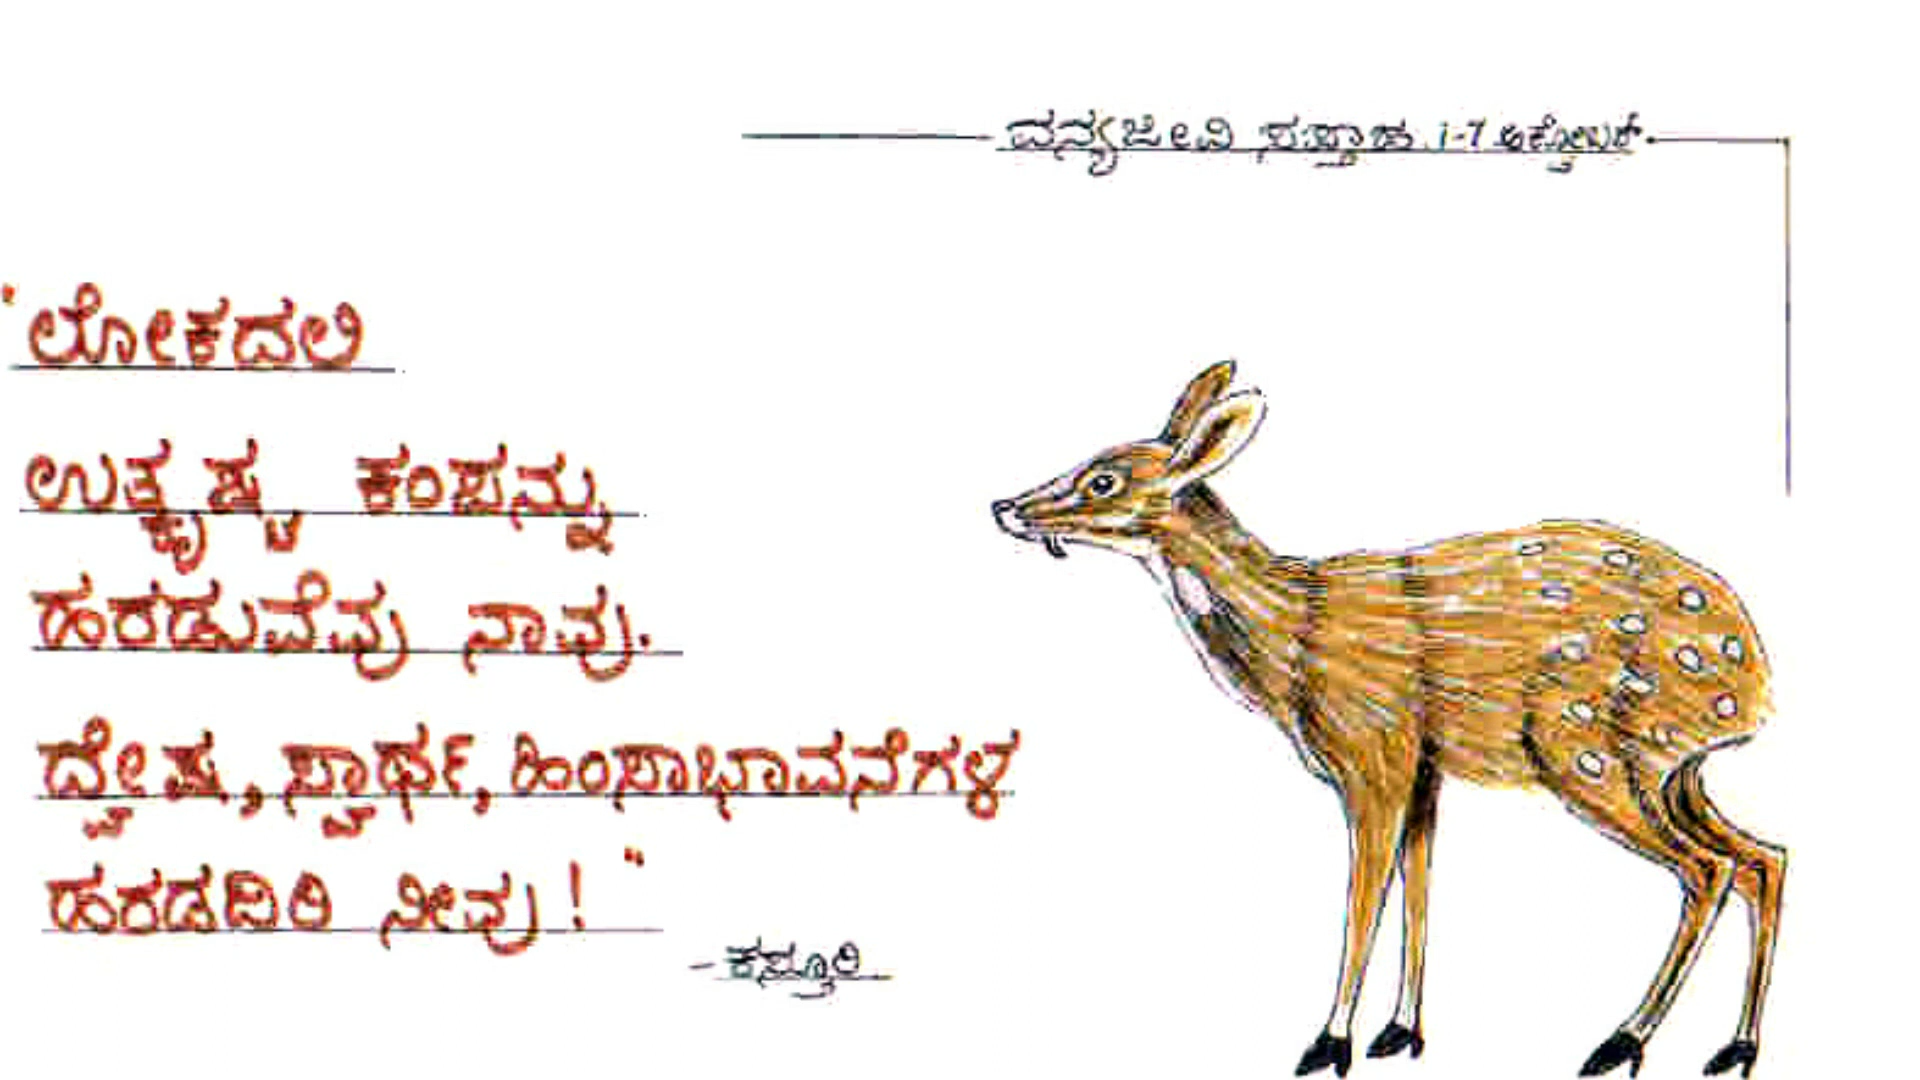 ವನ್ಯಜೀವಿ ಸಪ್ತಾಹ 1-7 ಅಕ್ಟೋಬರ್
"ಲೋಕದಲಿ
ಉತ್ಕೃಷ್ಟ ಕಂಪನ್ನು
ಹರಡುವೆವು ನಾವು.
ದ್ವೇಷ, ಸ್ವಾರ್ಥ, ಹಿಂಸಾಭಾವನೆಗಳ
ಹರಡದಿರಿ ನೀವು!"
- ಕಸ್ತೂರಿ